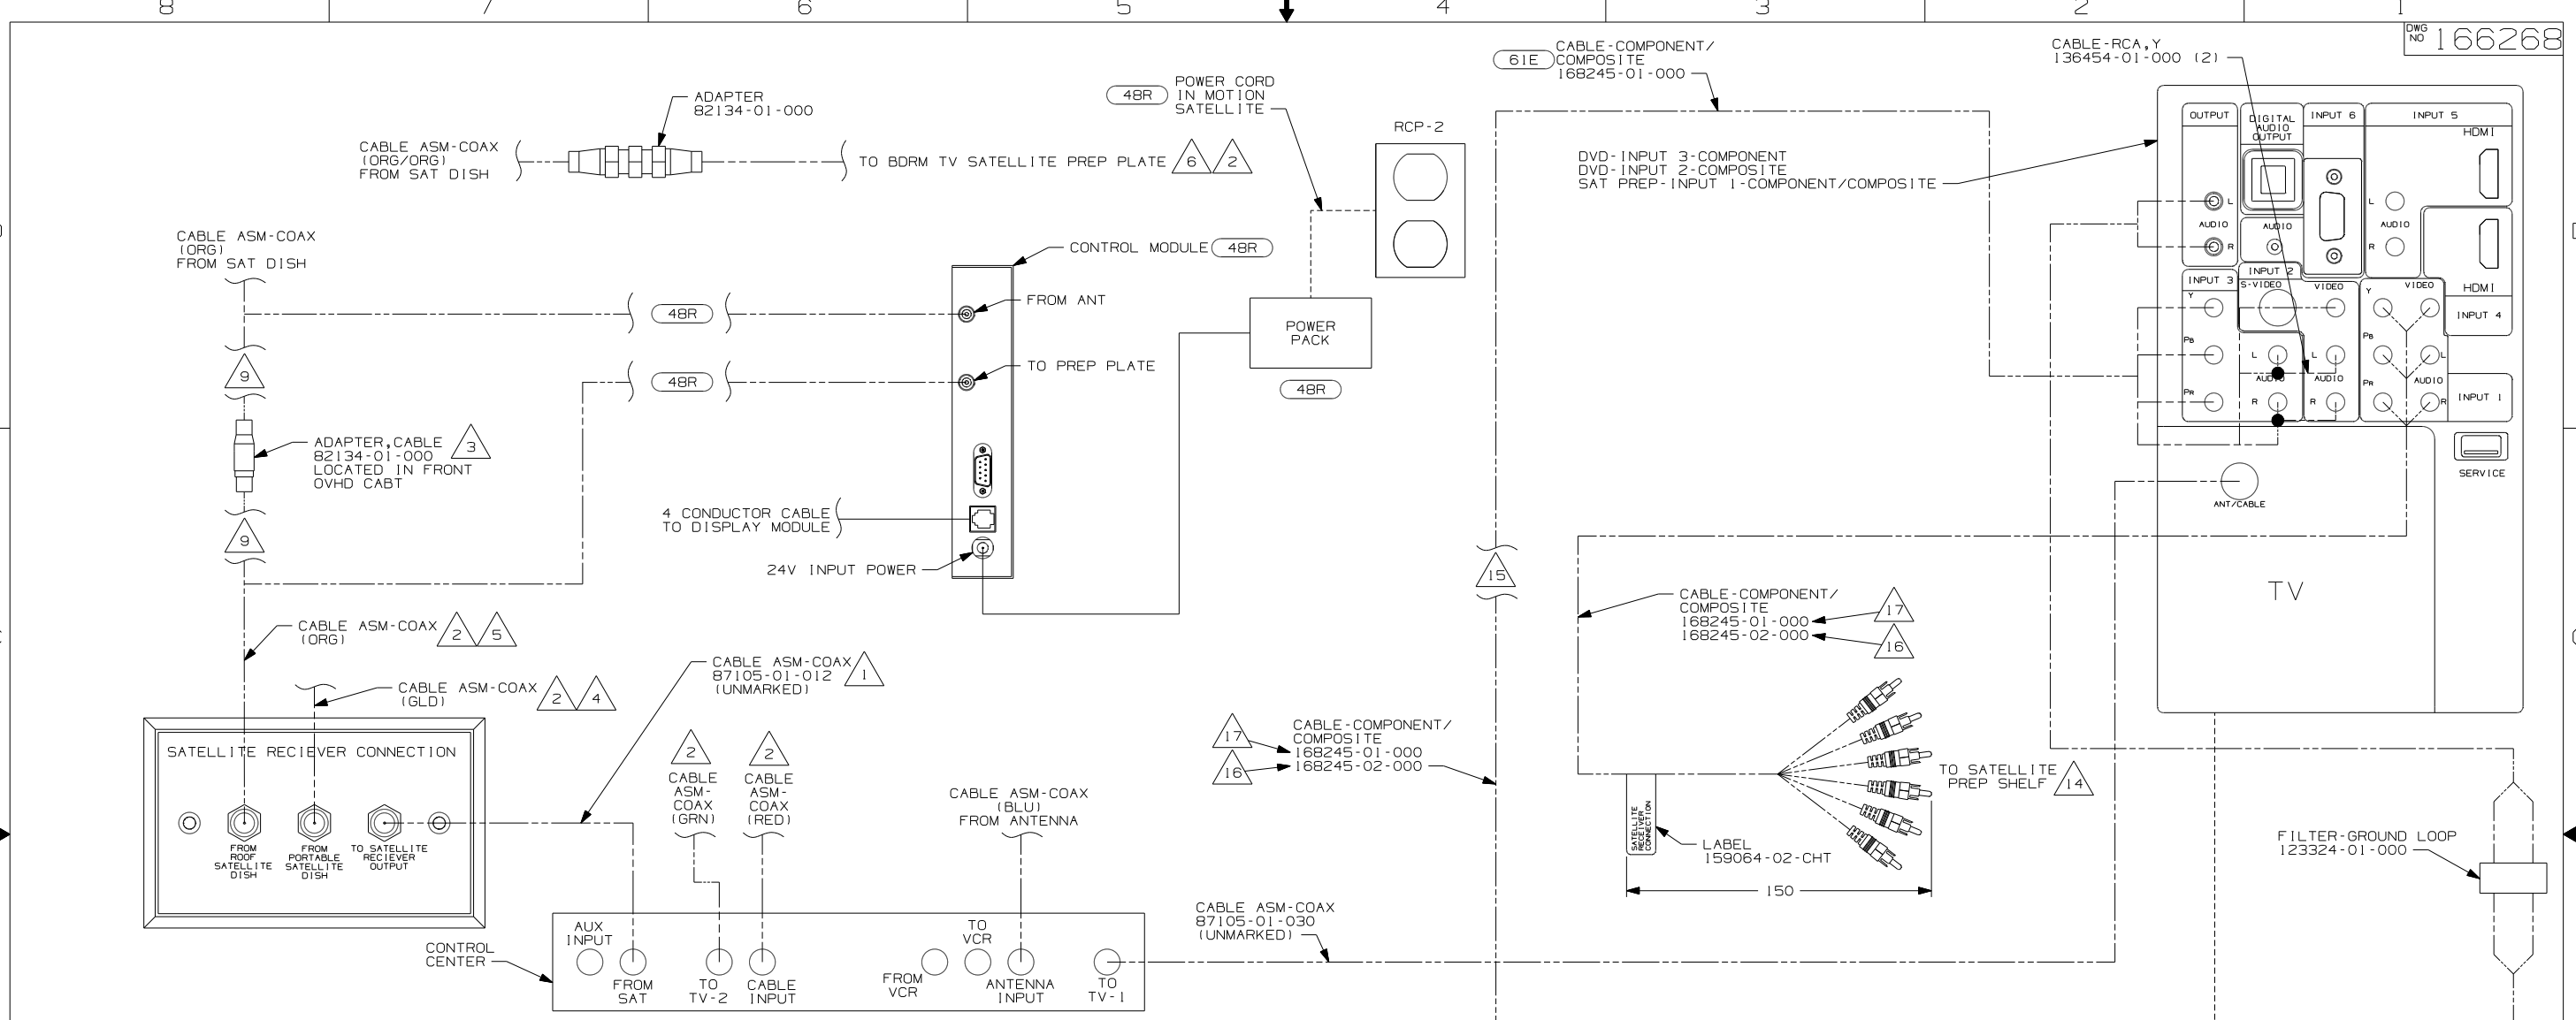 8 7 6 5 4 3 2 1
DWG
NO 166268
ADAPTER
82134-01-000
CABLE ASM-COAX
(ORG/ORG)
FROM SAT DISH
TO BDRM TV SATELLITE PREP PLATE 6 2
48R
POWER CORD
IN MOTION
SATELLITE
RCP-2
61E
CABLE-COMPONENT/
COMPOSITE
168245-01-000
CABLE-RCA,Y
136454-01-000 (2)
DVD-INPUT 3-COMPONENT
DVD-INPUT 2-COMPOSITE
SAT PREP-INPUT 1-COMPONENT/COMPOSITE
OUTPUT
DIGITAL
AUDIO
OUTPUT
INPUT 6
INPUT 5
HDMI
L
AUDIO
R
AUDIO
L
AUDIO
R
HDMI
INPUT 4
INPUT 3
INPUT 2
S-VIDEO
VIDEO
Y
VIDEO
Y
PB
L
L
PB
L
AUDIO
AUDIO
AUDIO
PR
R
R
PR
R
INPUT 1
SERVICE
ANT/CABLE
TV
CABLE ASM-COAX
(ORG)
FROM SAT DISH
CONTROL MODULE 48R
FROM ANT
48R
TO PREP PLATE
48R
POWER
PACK
48R
9
ADAPTER,CABLE 3
82134-01-000
LOCATED IN FRONT
OVHD CABT
9
4 CONDUCTOR CABLE
TO DISPLAY MODULE
24V INPUT POWER
15
CABLE-COMPONENT/
COMPOSITE
168245-01-000 17
168245-02-000 16
CABLE ASM-COAX 2 5
(ORG)
CABLE ASM-COAX 2 4
(GLD)
CABLE ASM-COAX 1
87105-01-012
(UNMARKED)
SATELLITE RECIEVER CONNECTION
FROM
ROOF
SATELLITE
DISH
FROM
PORTABLE
SATELLITE
DISH
TO SATELLITE
RECIEVER
OUTPUT
2
CABLE
ASM-
COAX
(GRN)
2
CABLE
ASM-
COAX
(RED)
CABLE ASM-COAX
(BLU)
FROM ANTENNA
CABLE-COMPONENT/
COMPOSITE
17 168245-01-000
16 168245-02-000
TO SATELLITE
PREP SHELF 14
SATELLITE
RECEIVER
CONNECTION
LABEL
159064-02-CHT
150
FILTER-GROUND LOOP
123324-01-000
CABLE ASM-COAX
87105-01-030
(UNMARKED)
CONTROL
CENTER
AUX
INPUT
FROM
SAT
TO
TV-2
CABLE
INPUT
FROM
VCR
TO
VCR
ANTENNA
INPUT
TO
TV-1